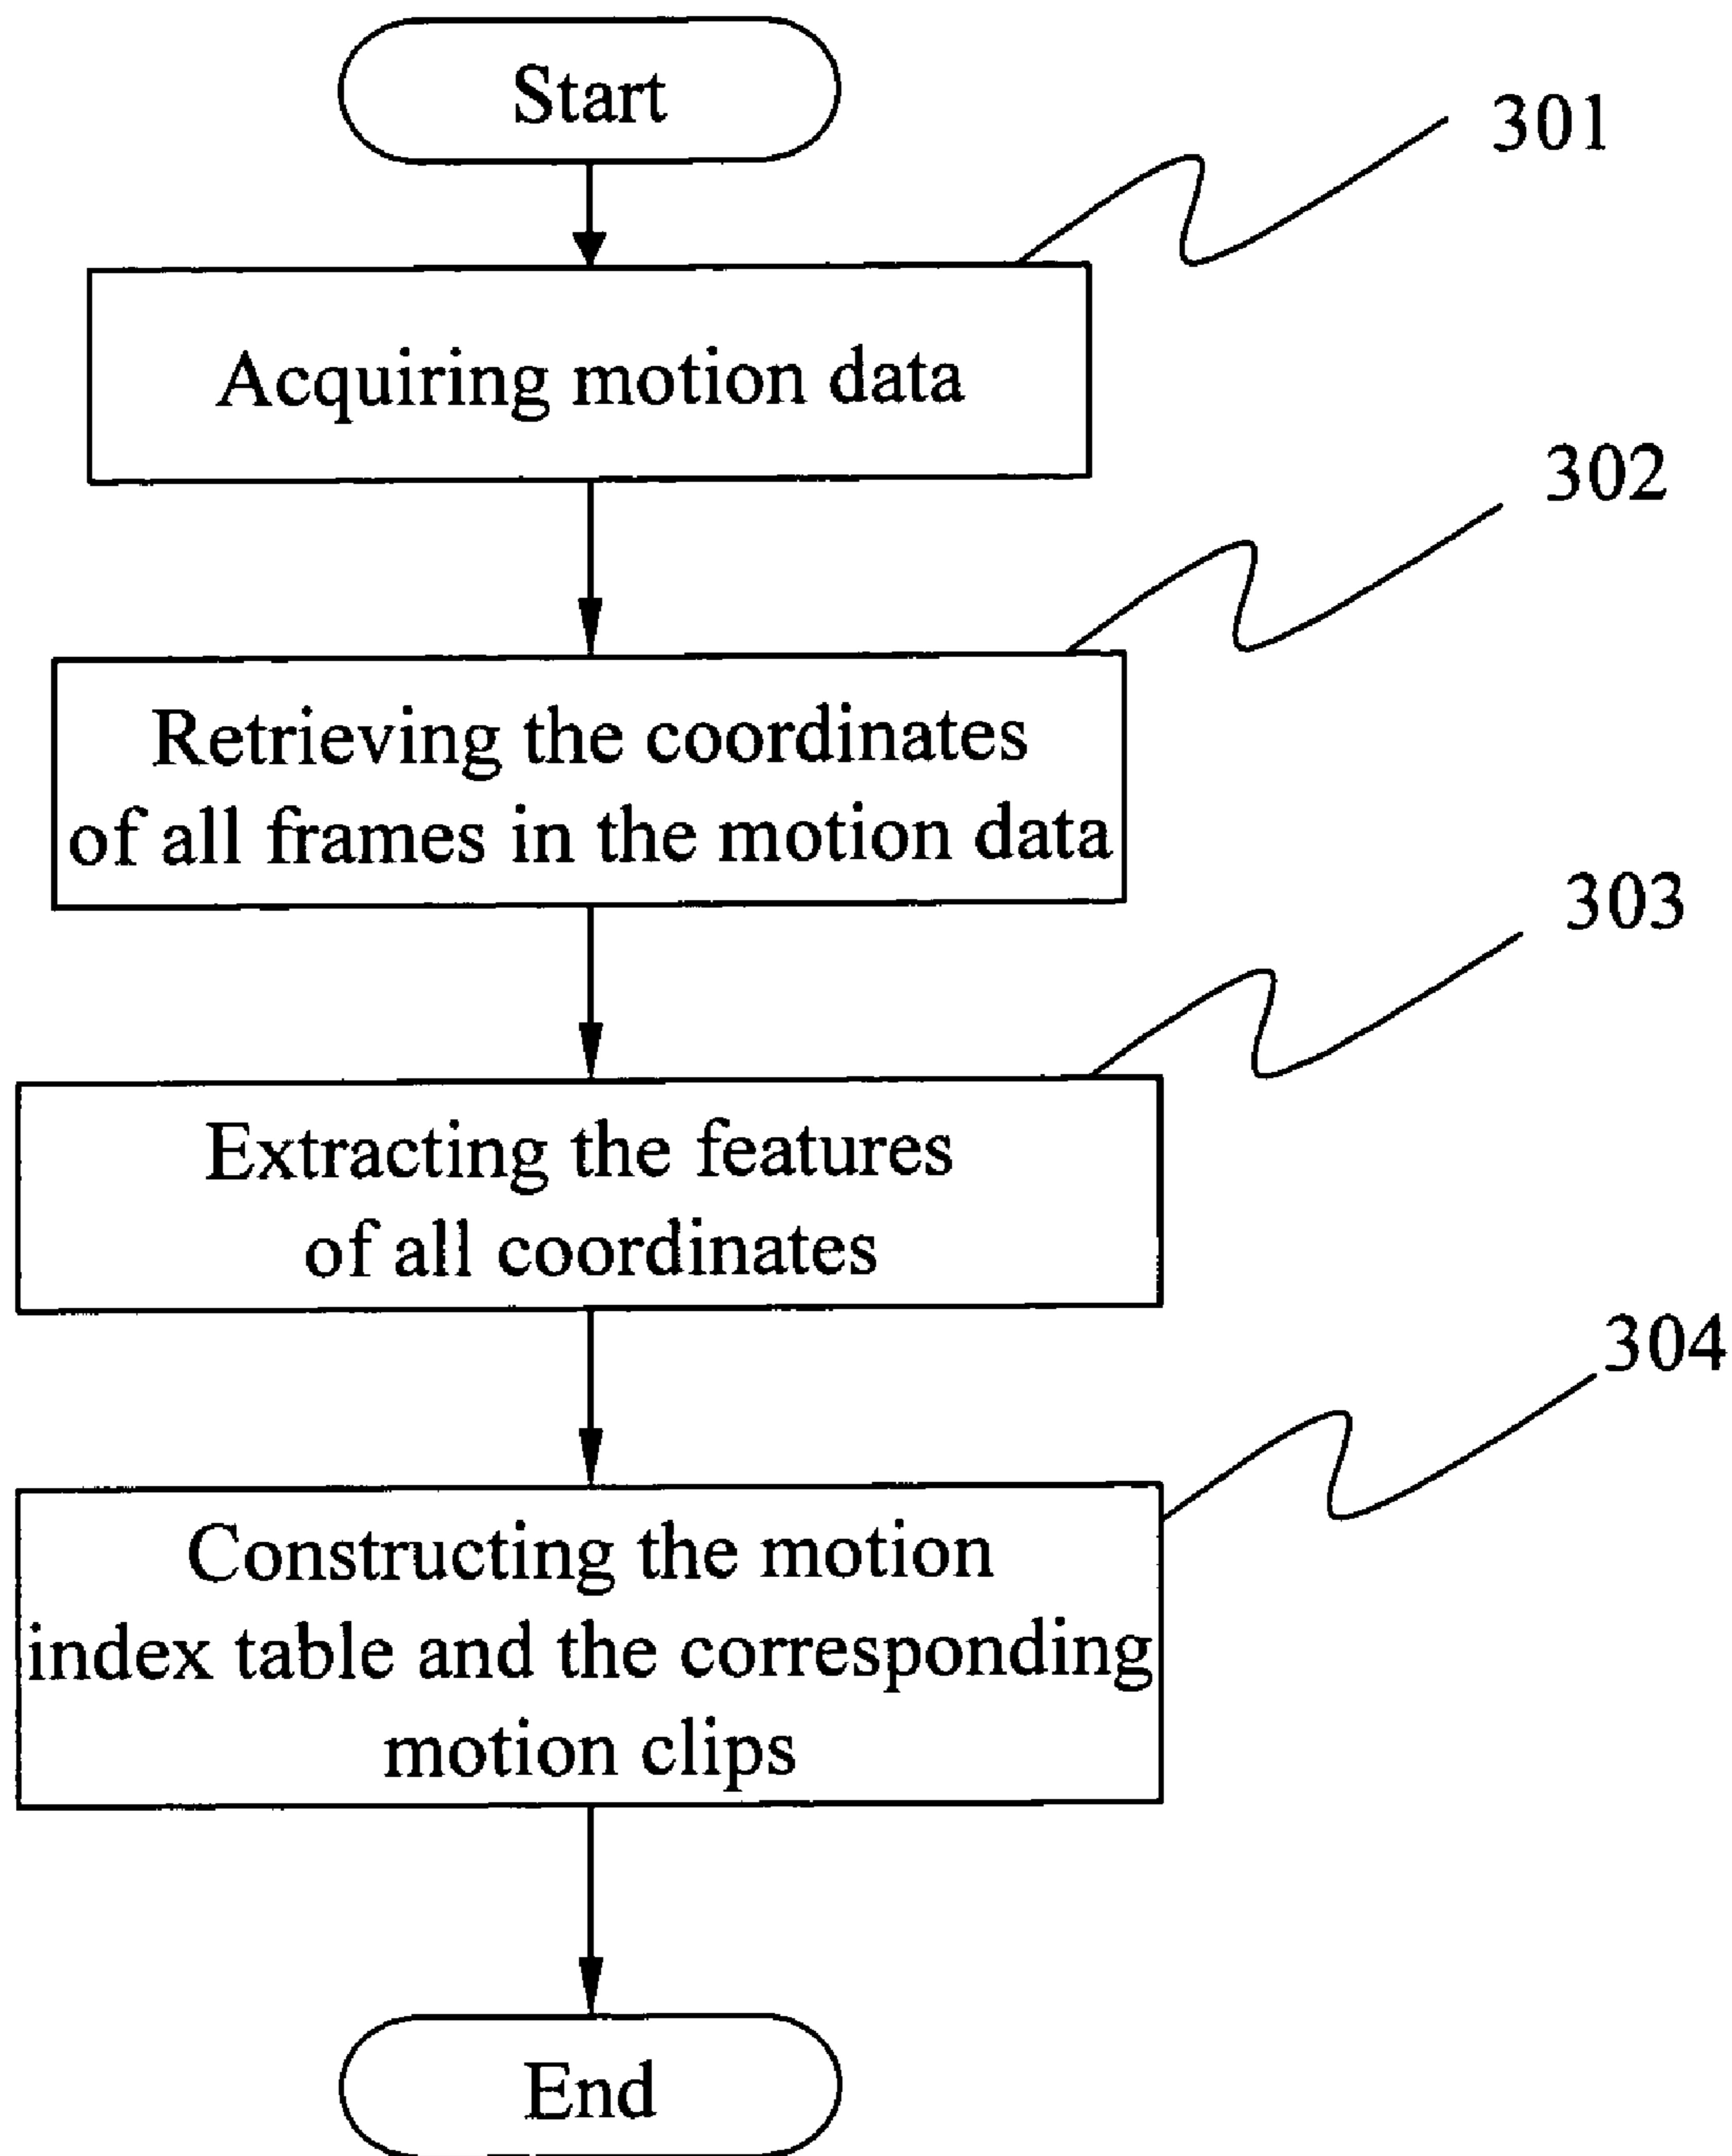 Start
301
Acquiring motion data
302
Retrieving the coordinates
of all frames in the motion data
303
Extracting the features
of all coordinates
304
Constructing the motion
index table and the corresponding
motion clips
End